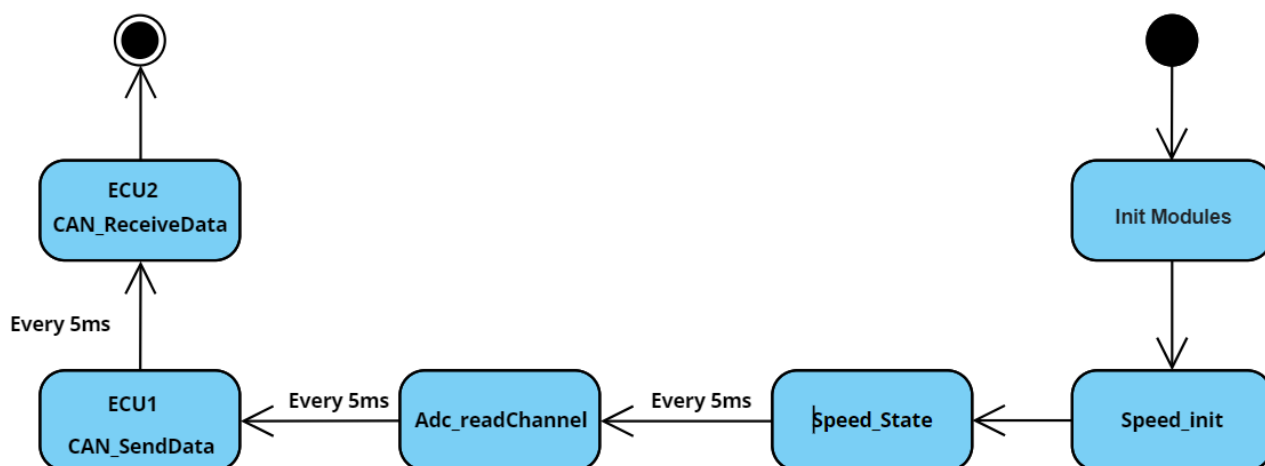 ECU2
CAN_ReceiveData
Init Modules
Every 5ms
ECU1
CAN_SendData
Every 5ms
Adc_readChannel
Every 5ms
Speed_State
Speed_init